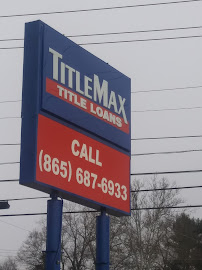 TITLEMAX
TITLE LOANS
CALL
(865) 687-6933